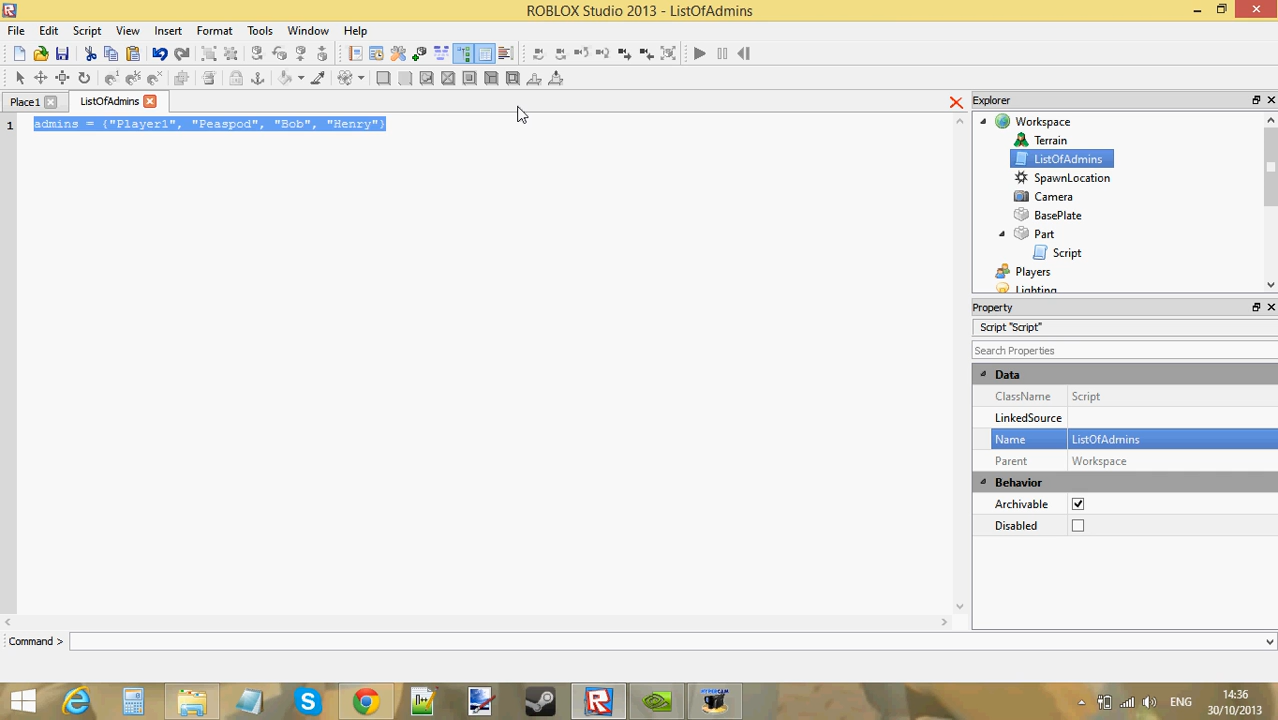 ROBLOX Studio 2013 - ListOfAdmins
File Edit Script View Insert Format Tools Window Help
Place1 ListOfAdmins
1 admins = {"Player1", "Peaspod", "Bob", "Henry"}
Explorer
Workspace
Terrain
ListOfAdmins
SpawnLocation
Camera
BasePlate
Part
Script
Players
Lighting
Property
Script "Script"
Search Properties
Data
ClassName Script
LinkedSource
Name ListOfAdmins
Parent Workspace
Behavior
Archivable
Disabled
Command >
HYPERCAM
ENG
14:36
30/10/2013